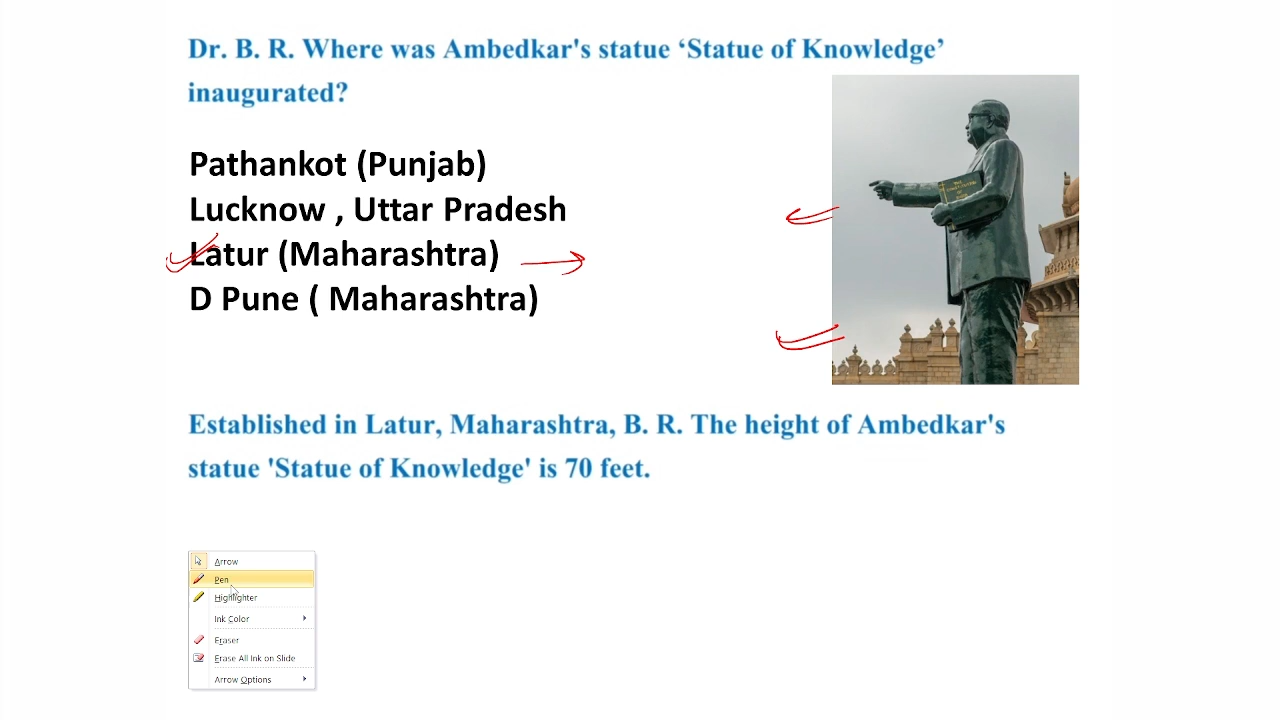 Dr. B. R. Where was Ambedkar's statue ‘Statue of Knowledge’
inaugurated?
Pathankot (Punjab)
Lucknow , Uttar Pradesh
Latur (Maharashtra)
D Pune ( Maharashtra)
Established in Latur, Maharashtra, B. R. The height of Ambedkar's
statue 'Statue of Knowledge' is 70 feet.
Arrow
Pen
Highlighter
Ink Color
Eraser
Erase All Ink on Slide
Arrow Options